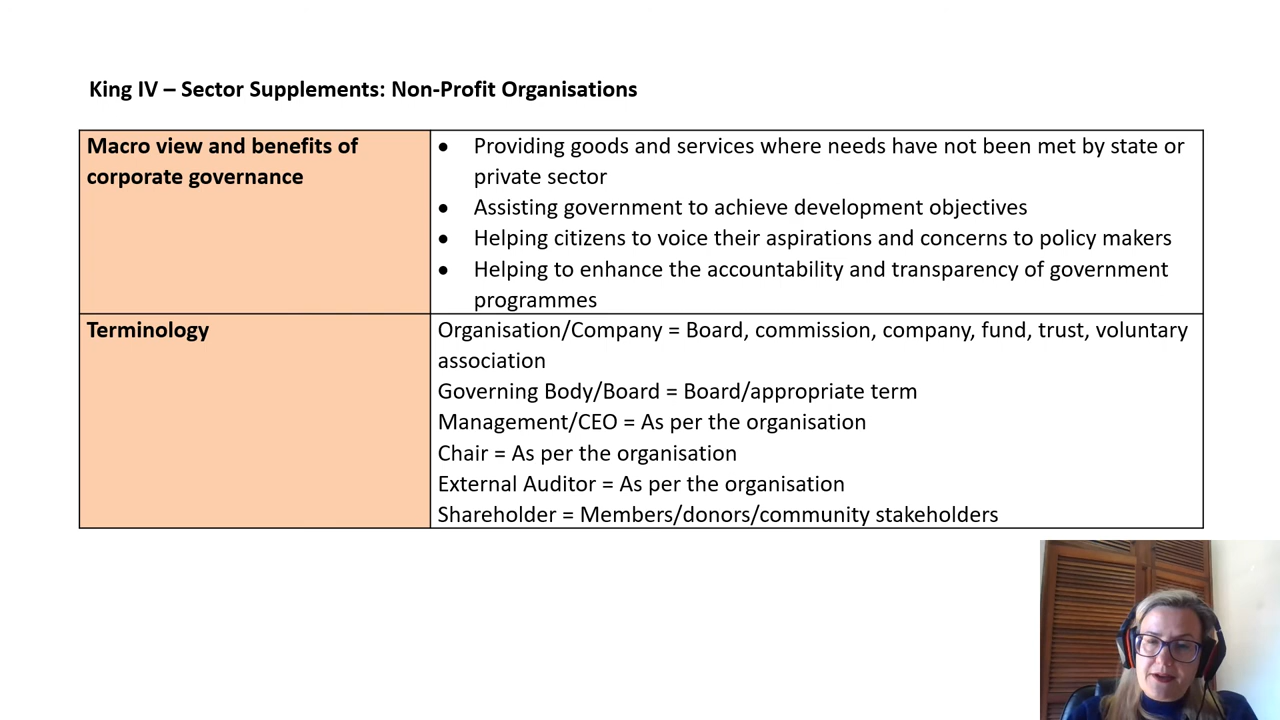 King IV – Sector Supplements: Non-Profit Organisations
Macro view and benefits of
corporate governance
• Providing goods and services where needs have not been met by state or
private sector
• Assisting government to achieve development objectives
• Helping citizens to voice their aspirations and concerns to policy makers
• Helping to enhance the accountability and transparency of government
programmes
Terminology
Organisation/Company = Board, commission, company, fund, trust, voluntary
association
Governing Body/Board = Board/appropriate term
Management/CEO = As per the organisation
Chair = As per the organisation
External Auditor = As per the organisation
Shareholder = Members/donors/community stakeholders